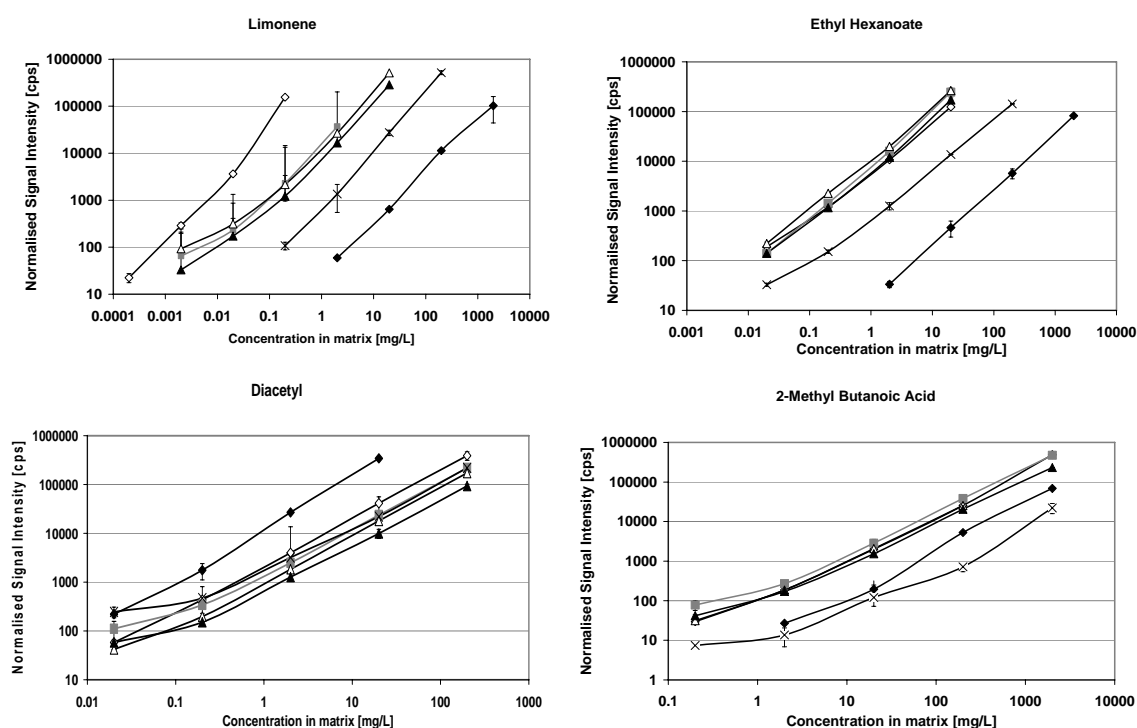 Limonene
Normalised Signal Intensity [cps]
1000000
100000
10000
1000
100
10
0.0001 0.001 0.01 0.1 1 10 100 1000 10000
Concentration in matrix [mg/L]
Ethyl Hexanoate
Normalised Signal Intensity [cps]
1000000
100000
10000
1000
100
10
0.001 0.01 0.1 1 10 100 1000 10000
Concentration in matrix [mg/L]
Diacetyl
Normalised Signal Intensity [cps]
1000000
100000
10000
1000
100
10
0.01 0.1 1 10 100 1000
Concentration in matrix [mg/L]
2-Methyl Butanoic Acid
Normalised Signal Intensity [cps]
1000000
100000
10000
1000
100
10
1
0.1 1 10 100 1000 10000
Concentration in matrix [mg/L]